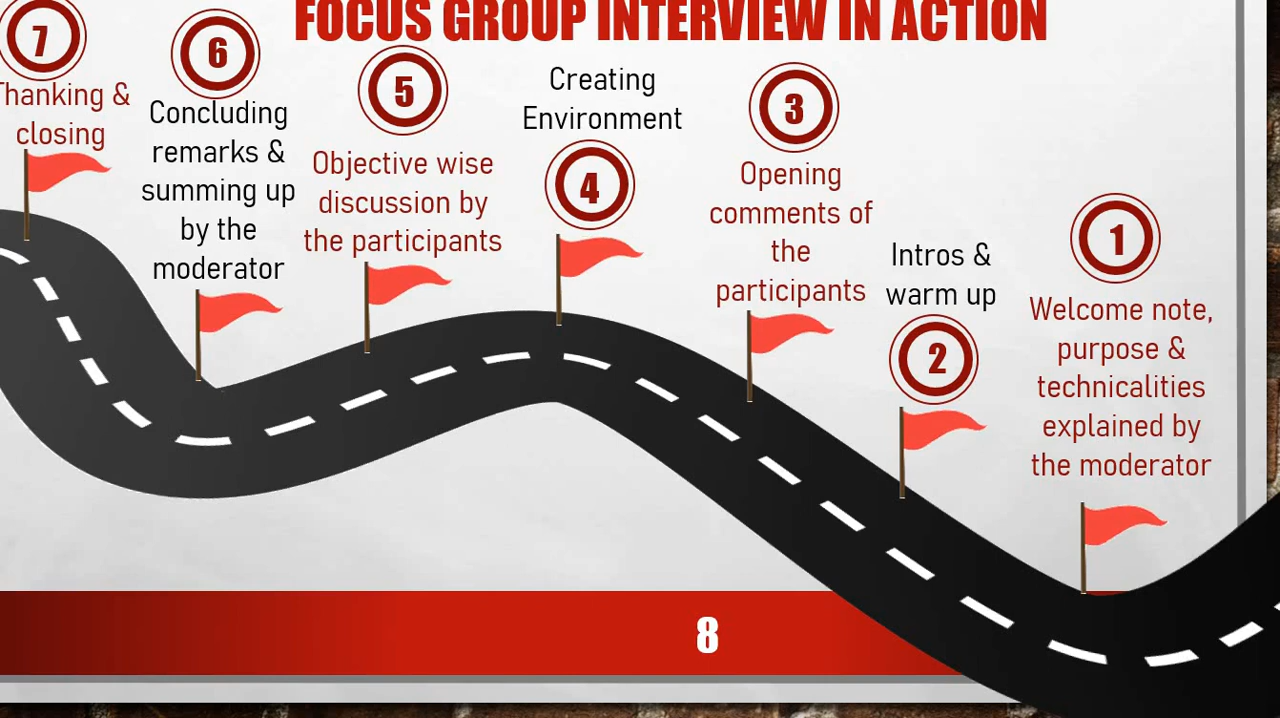 FOCUS GROUP INTERVIEW IN ACTION
7
Thanking &
closing
6
Concluding
remarks &
summing up
by the
moderator
5
Objective wise
discussion by
the participants
Creating
Environment
4
3
Opening
comments of
the
participants
Intros &
warm up
2
1
Welcome note,
purpose &
technicalities
explained by
the moderator
8